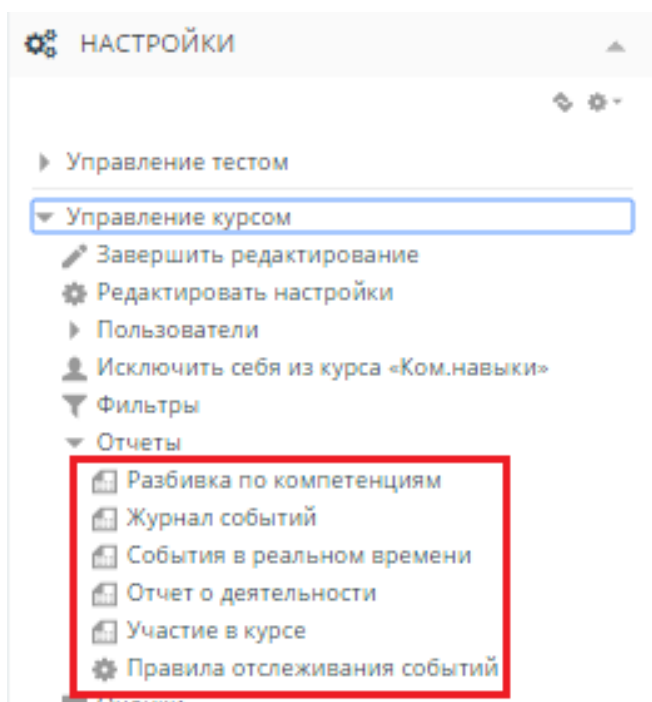 НАСТРОЙКИ
Управление тестом
Управление курсом
Завершить редактирование
Редактировать настройки
Пользователи
Исключить себя из курса «Ком.навыки»
Фильтры
Отчеты
Разбивка по компетенциям
Журнал событий
События в реальном времени
Отчет о деятельности
Участие в курсе
Правила отслеживания событий